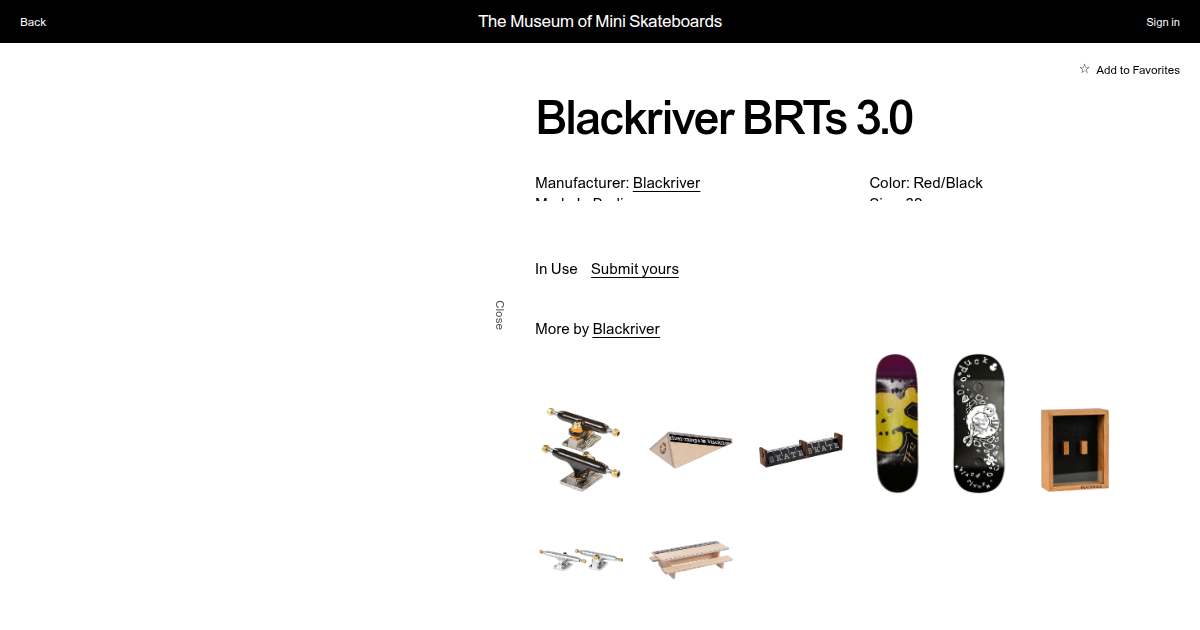 Back
The Museum of Mini Skateboards
Sign in
☆ Add to Favorites
Blackriver BRTs 3.0
Manufacturer: Blackriver
Color: Red/Black
In Use
Submit yours
Close
More by Blackriver